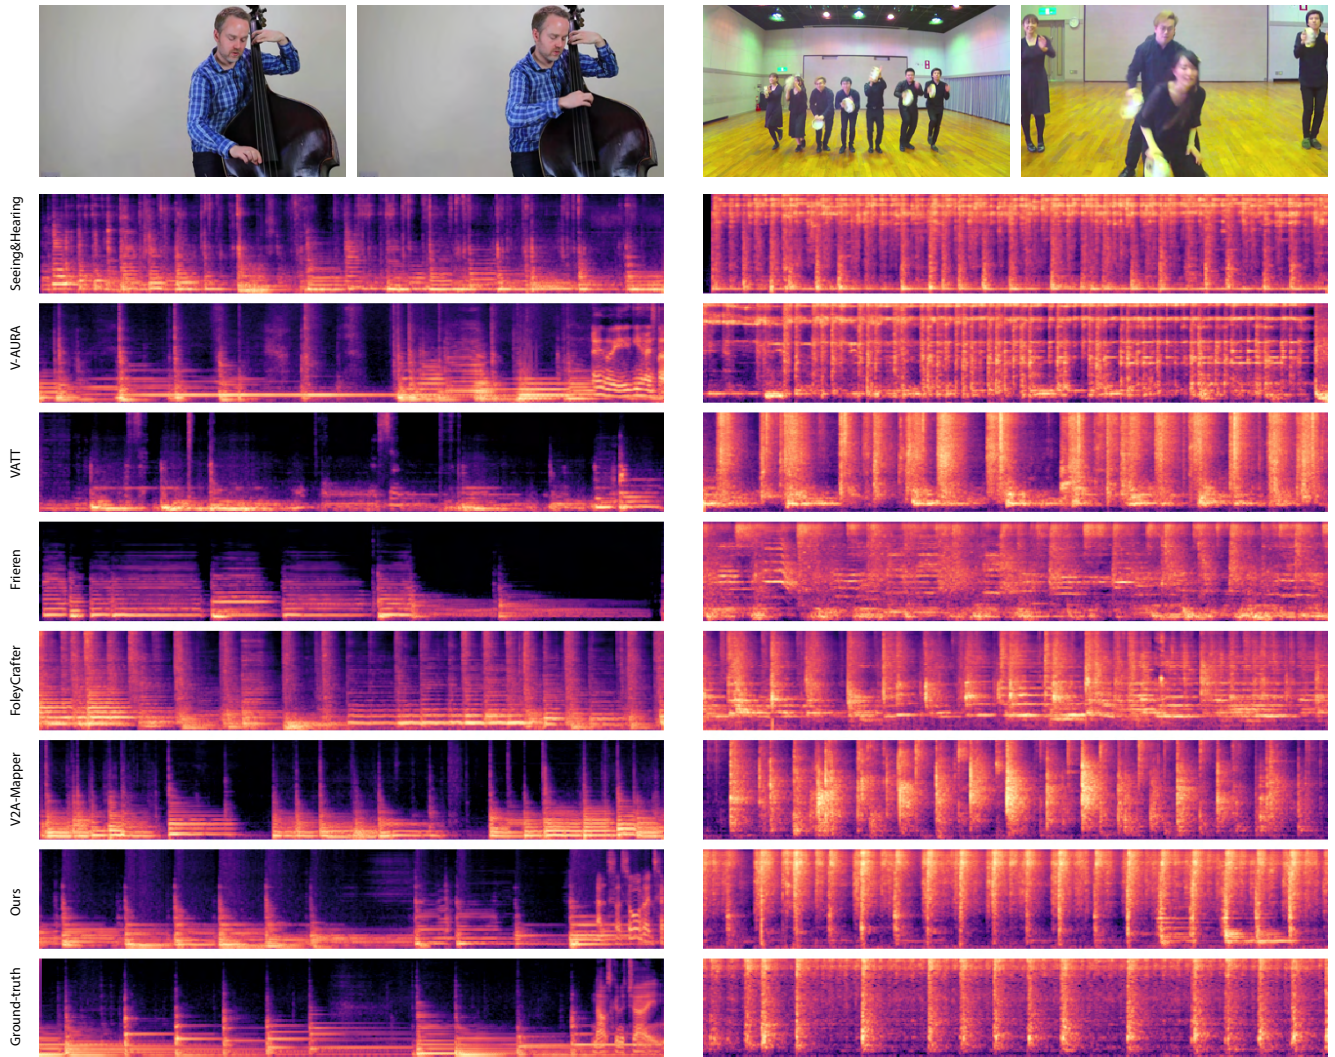 Seeing&Hearing
V-AURA
VATT
Frieren
FoleyCrafter
V2A-Mapper
Ours
Ground-truth